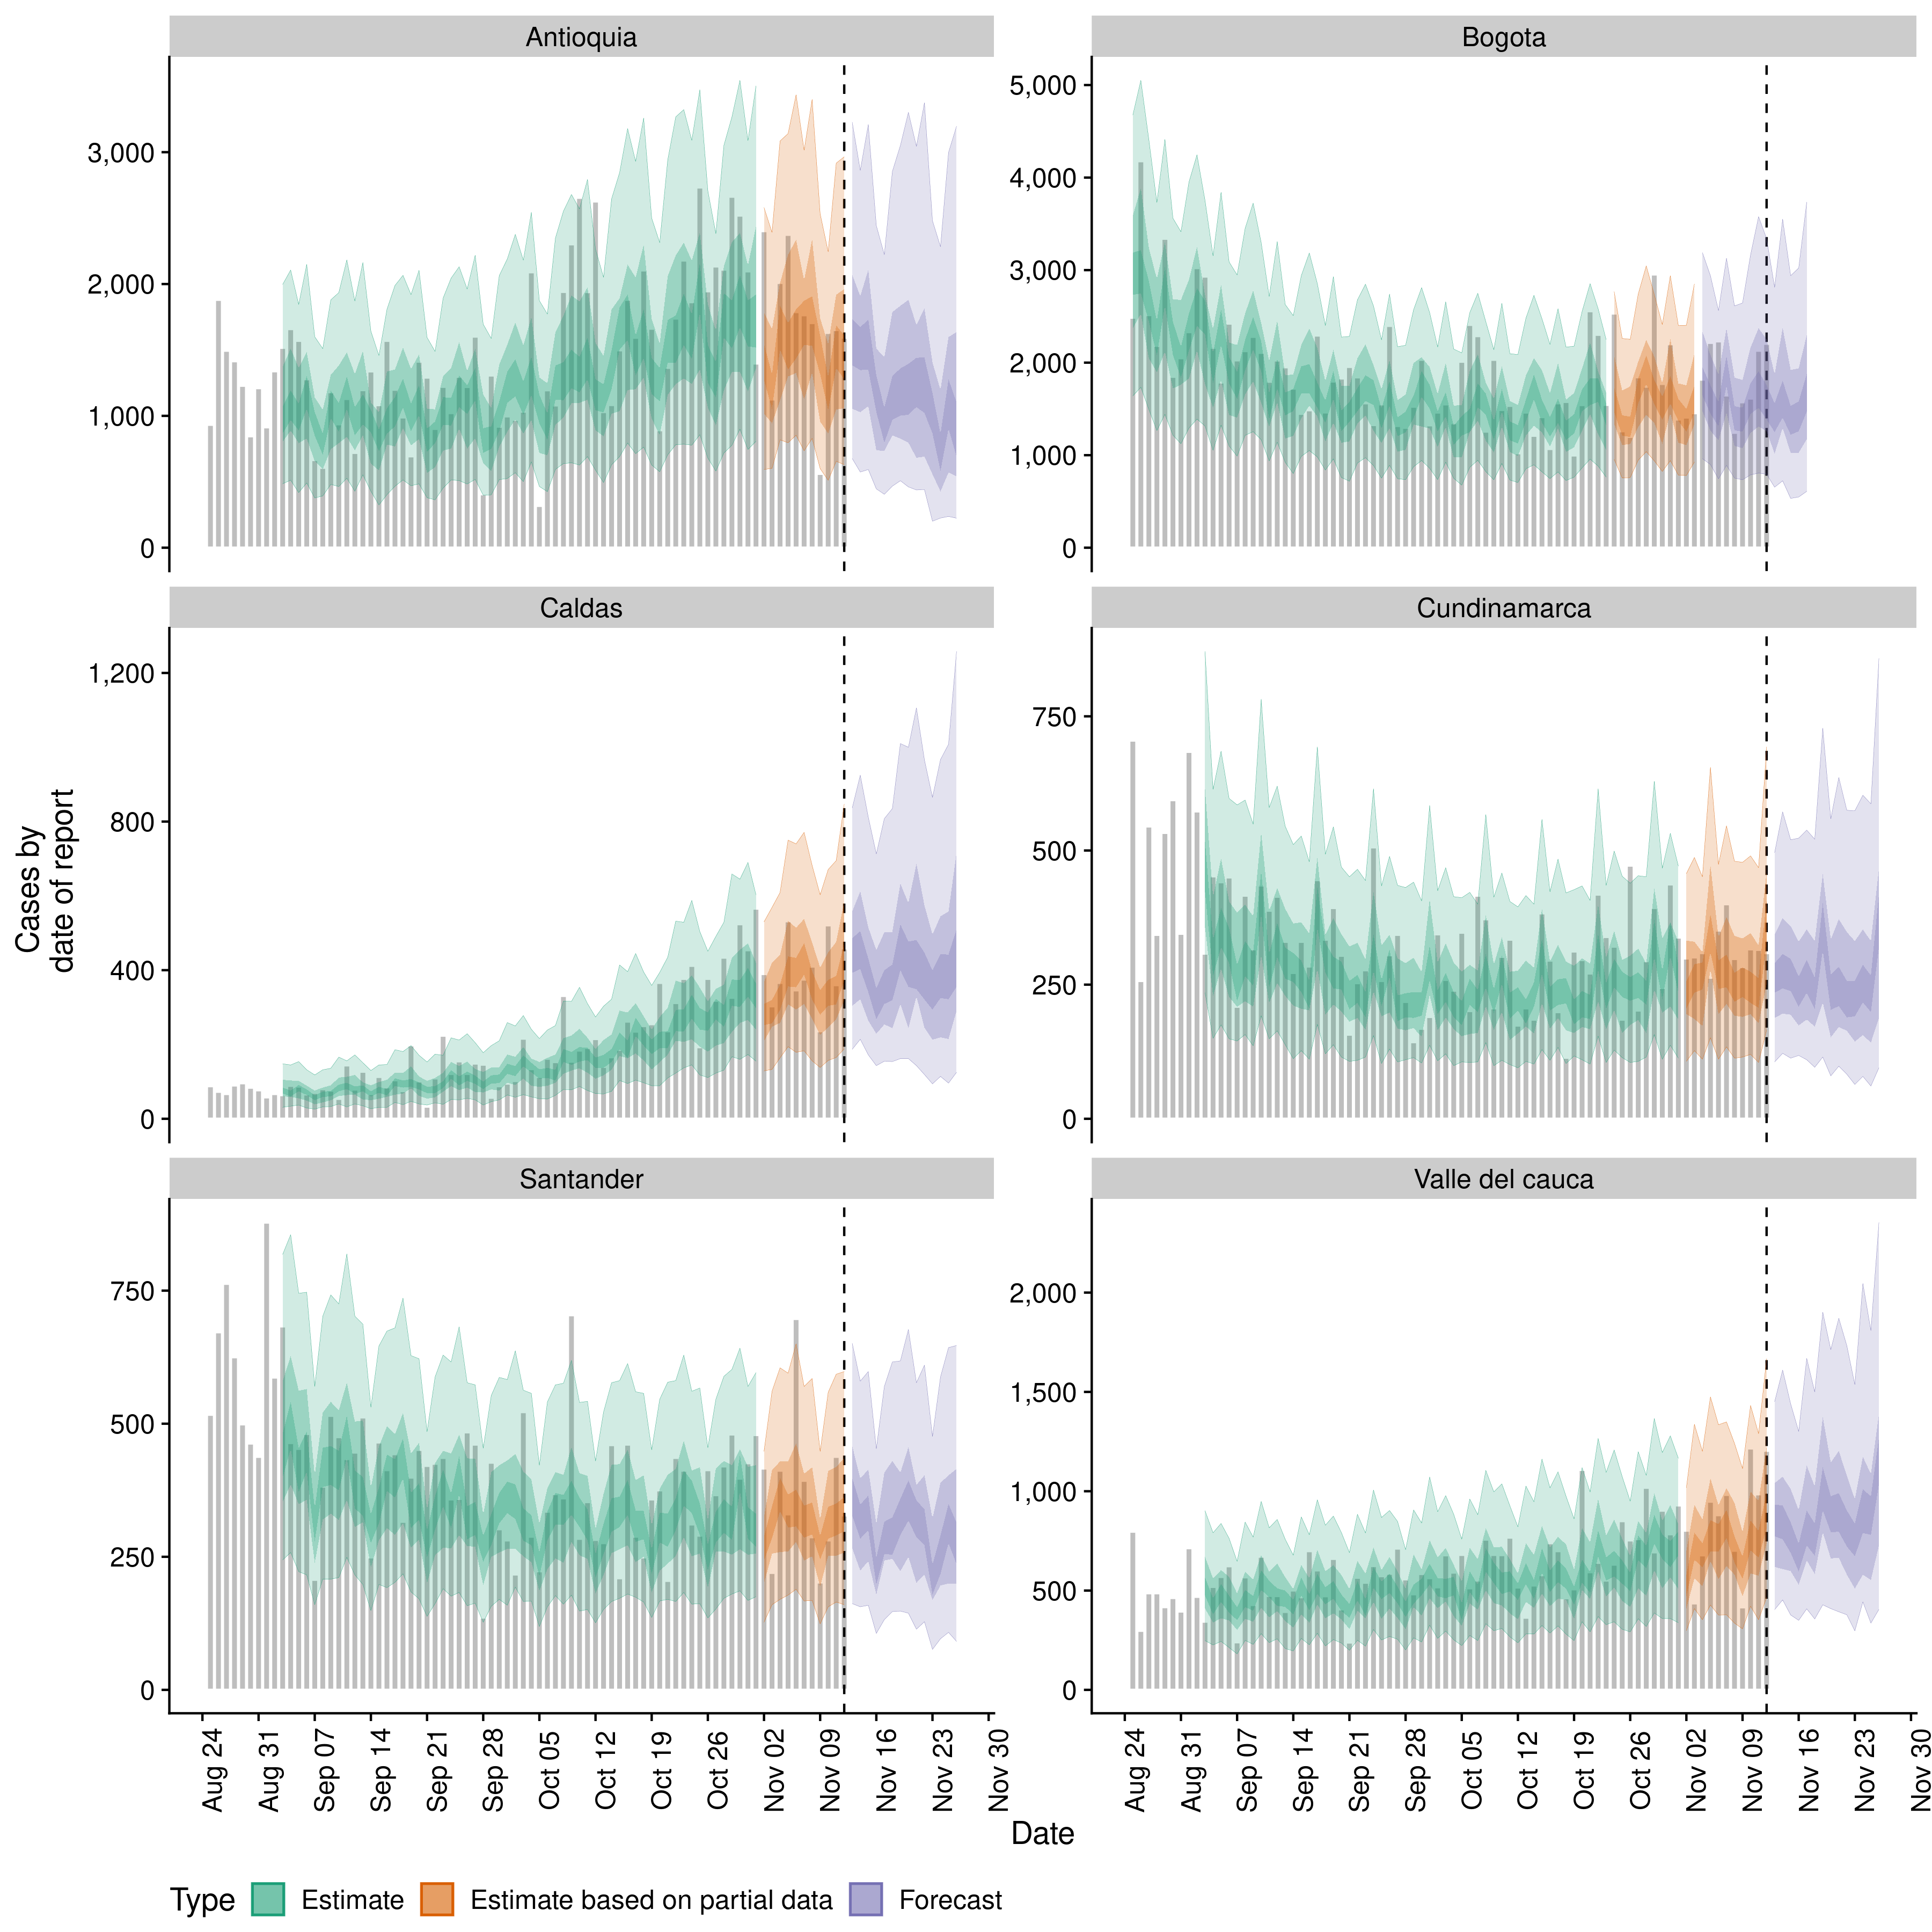 Antioquia
Bogota
3,000
2,000
1,000
0
5,000
4,000
3,000
2,000
1,000
0
Caldas
Cundinamarca
1,200
800
400
0
750
500
250
0
Cases by
date of report
Santander
Valle del cauca
750
500
250
0
2,000
1,500
1,000
500
0
Aug 24
Aug 31
Sep 07
Sep 14
Sep 21
Sep 28
Oct 05
Oct 12
Oct 19
Oct 26
Nov 02
Nov 09
Nov 16
Nov 23
Nov 30
Aug 24
Aug 31
Sep 07
Sep 14
Sep 21
Sep 28
Oct 05
Oct 12
Oct 19
Oct 26
Nov 02
Nov 09
Nov 16
Nov 23
Nov 30
Date
Type Estimate Estimate based on partial data Forecast